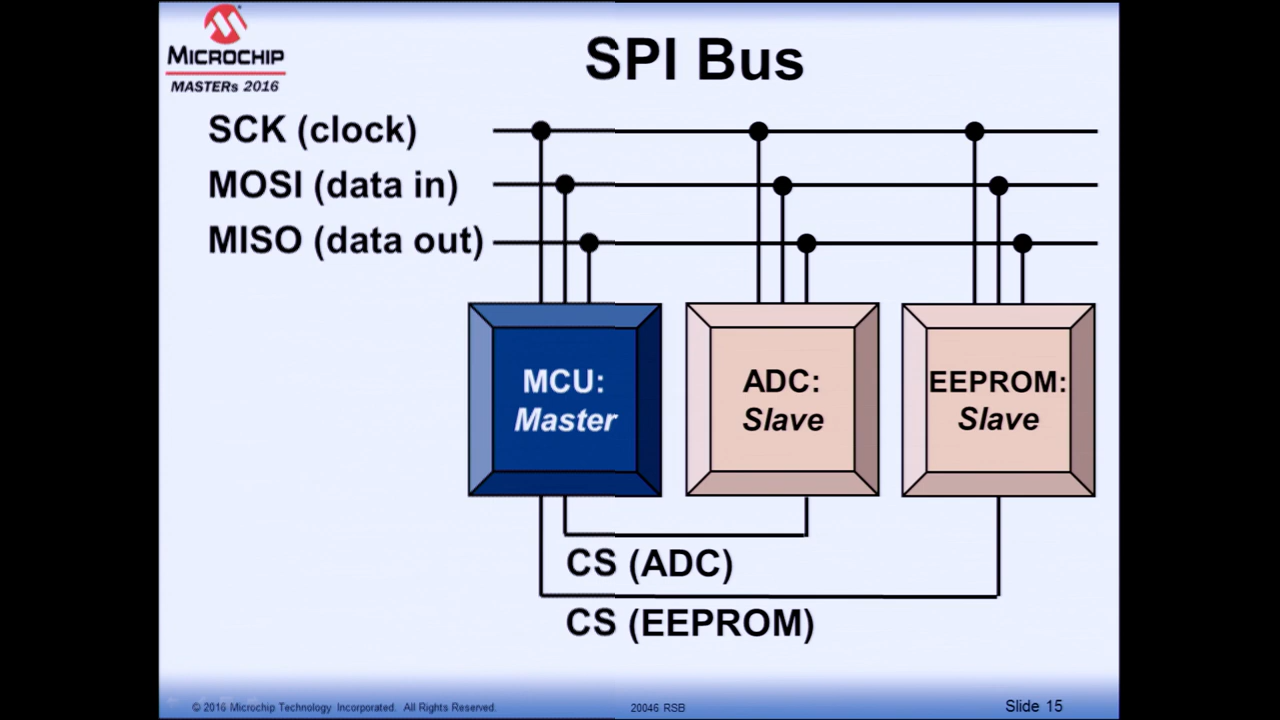 MICROCHIP
MASTERs 2016
SPI Bus
SCK (clock)
MOSI (data in)
MISO (data out)
MCU:
Master
ADC:
Slave
EEPROM:
Slave
CS (ADC)
CS (EEPROM)
© 2016 Microchip Technology Incorporated. All Rights Reserved.
20046 RSB
Slide 15